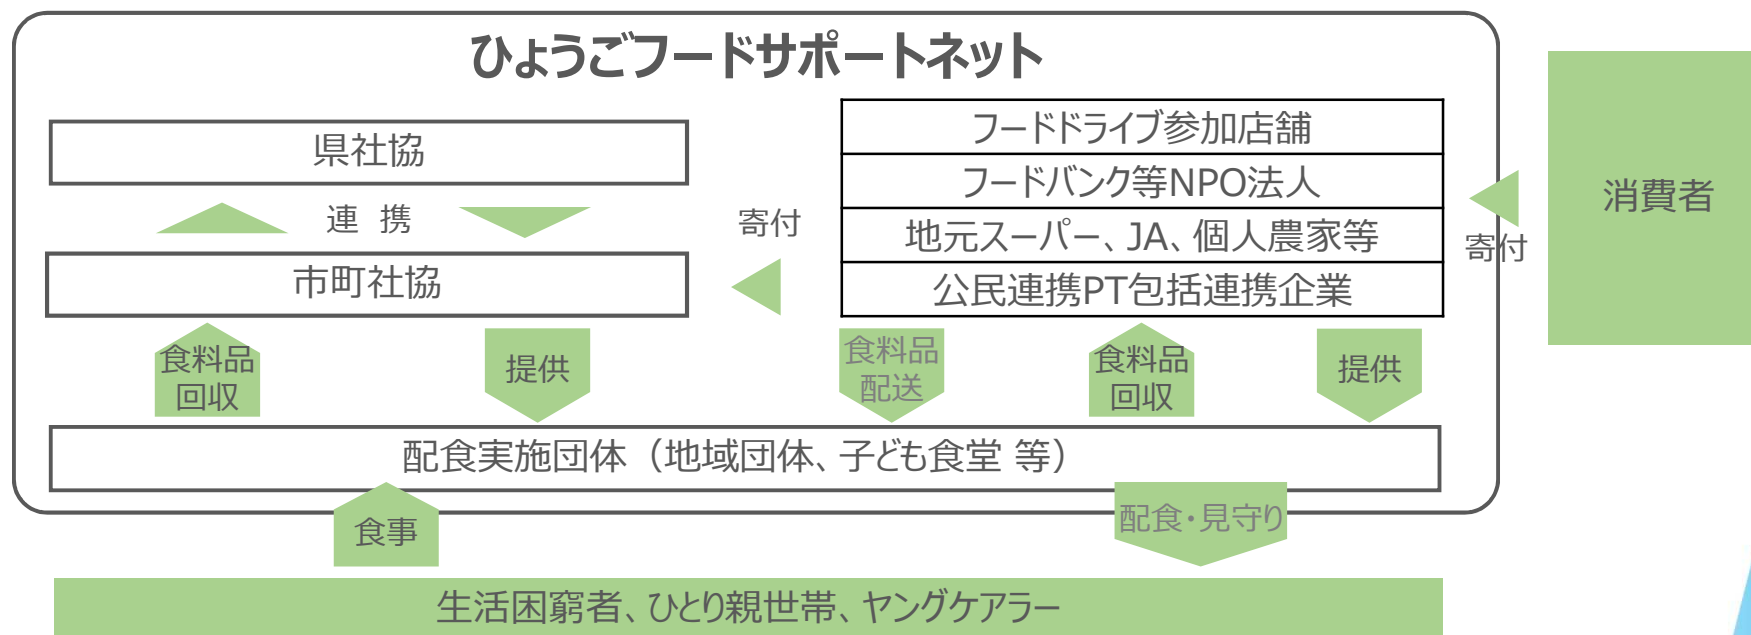 ひょうごフードサポートネット
県社協
連 携
市町社協
寄付
フードドライブ参加店舗
フードバンク等NPO法人
地元スーパー、JA、個人農家等
公民連携PT包括連携企業
寄付
消費者
食料品
回収
提供
食料品
配送
食料品
回収
提供
配食実施団体（地域団体、子ども食堂 等）
食事
配食・見守り
生活困窮者、ひとり親世帯、ヤングケアラー